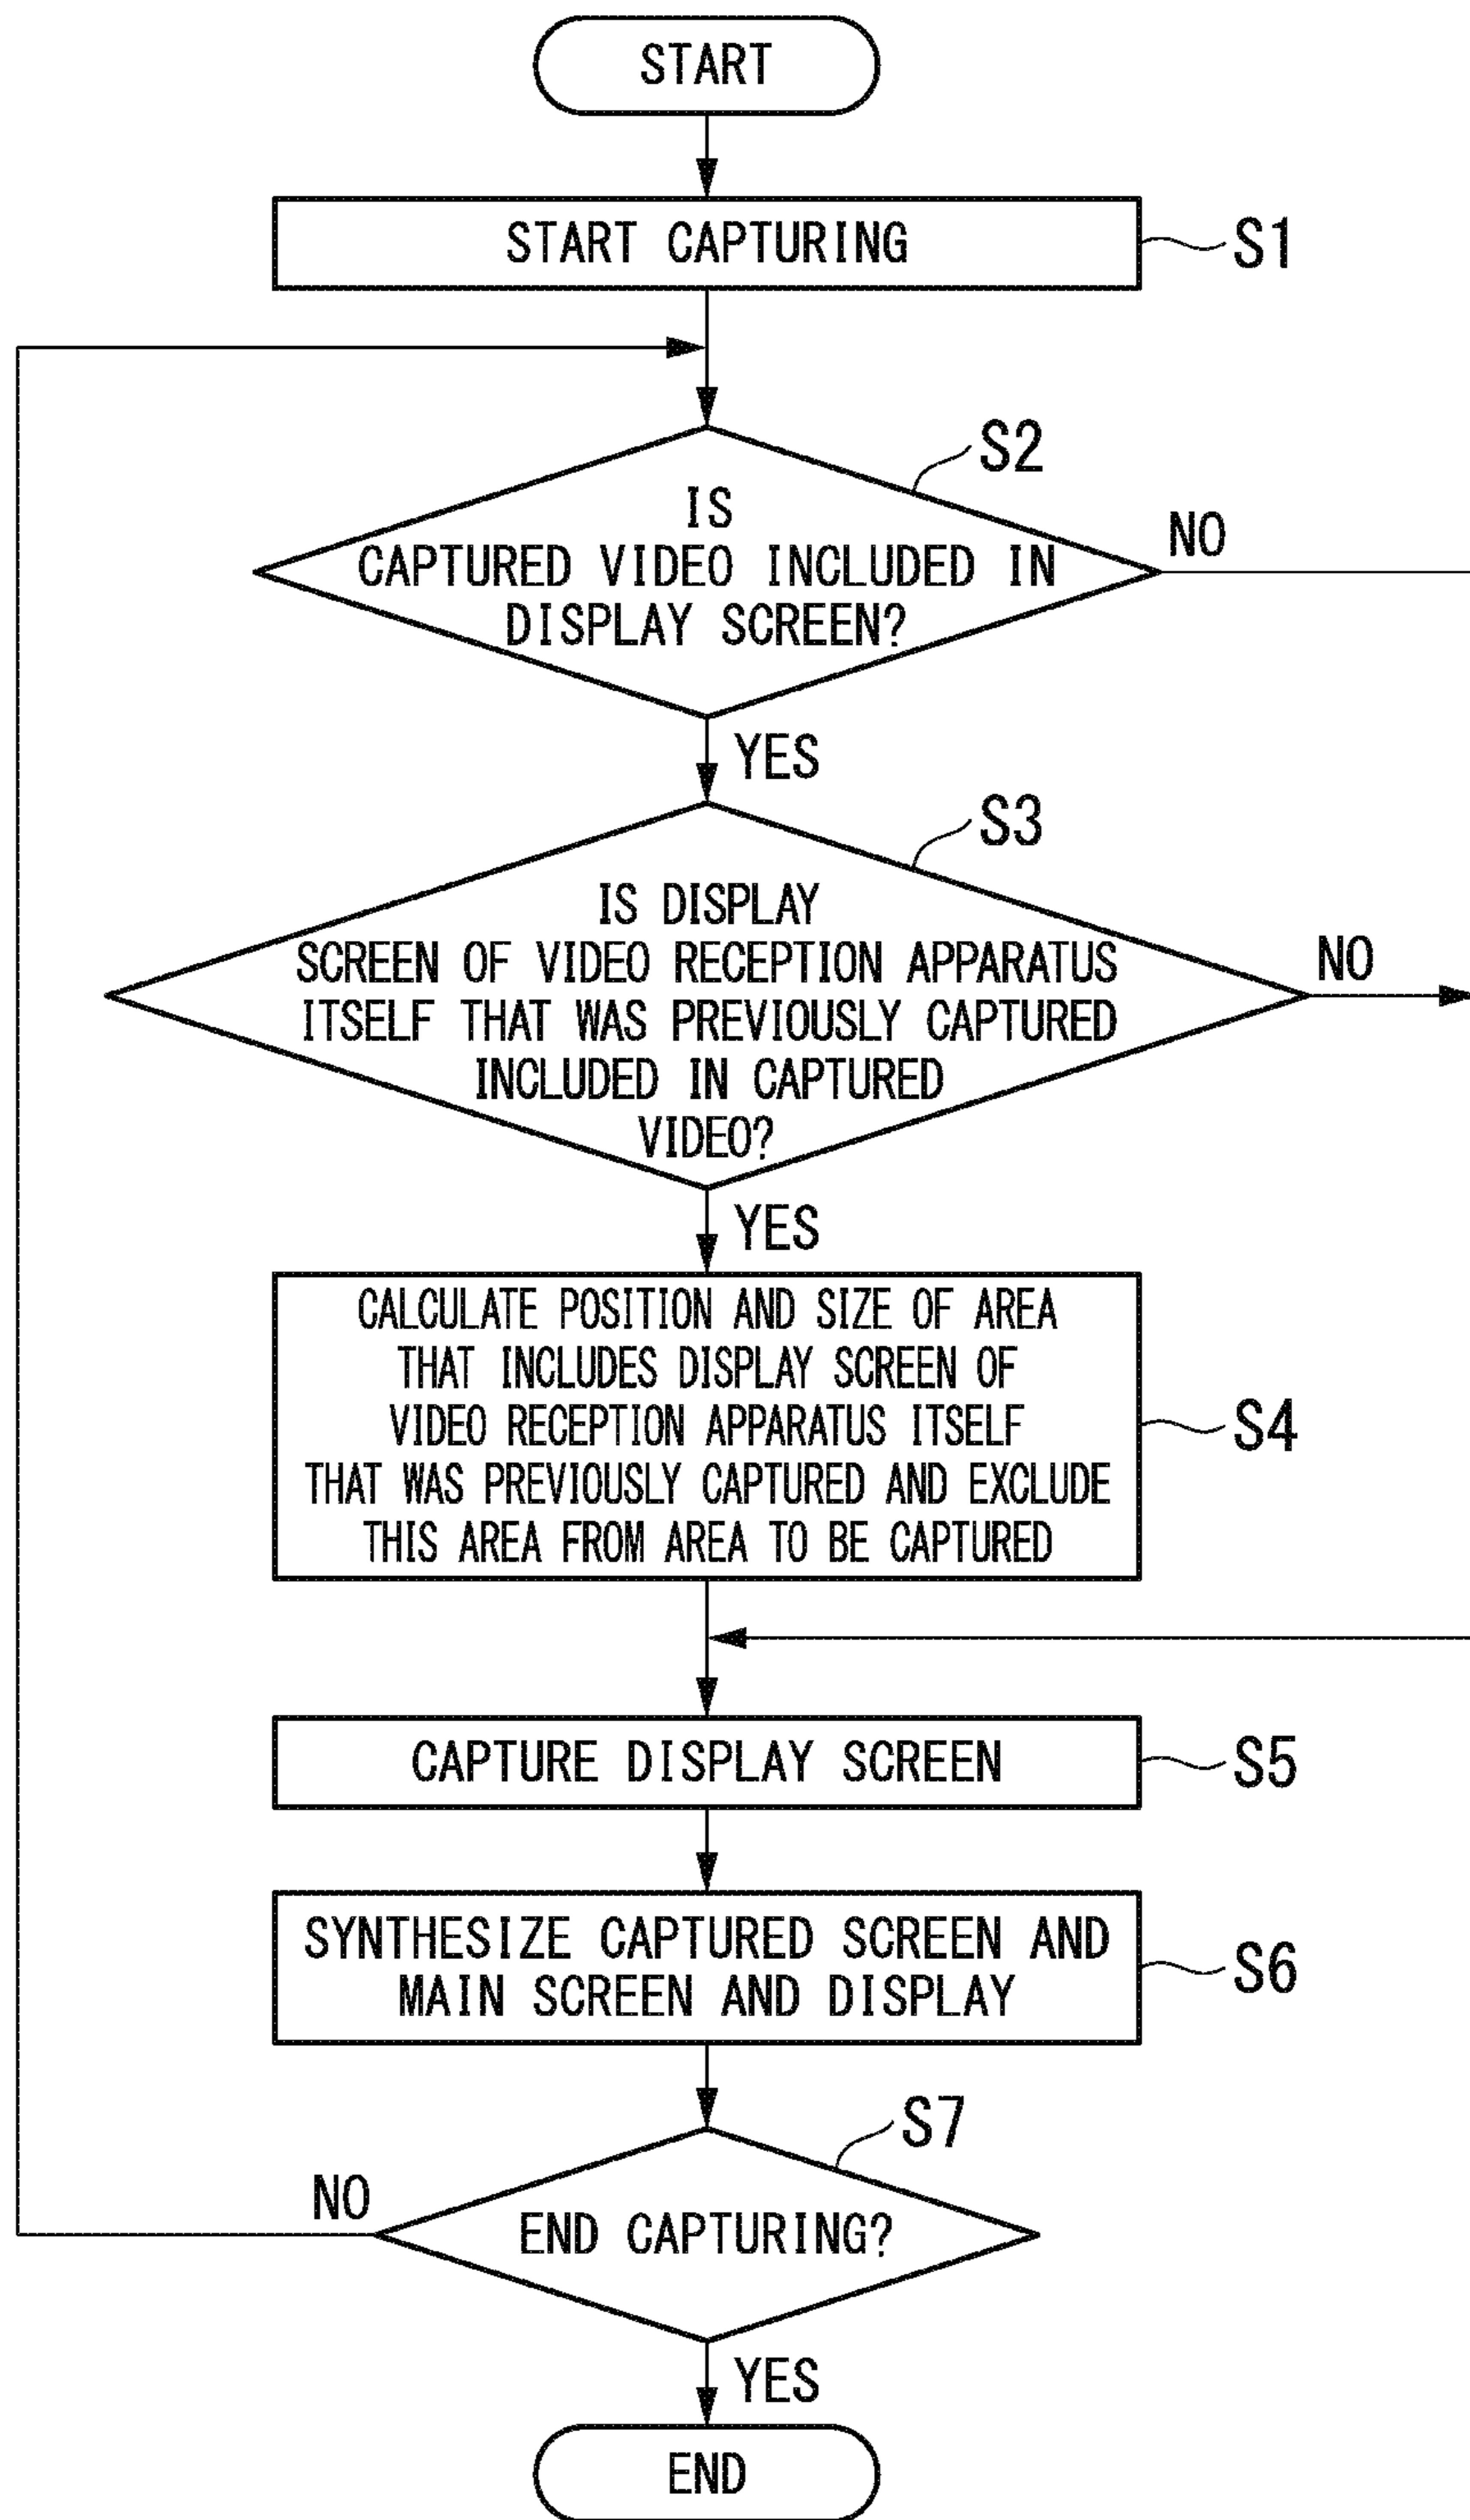 START
START CAPTURING
S1
S2
IS
CAPTURED VIDEO INCLUDED IN
DISPLAY SCREEN?
NO
YES
S3
IS DISPLAY
SCREEN OF VIDEO RECEPTION APPARATUS
ITSELF THAT WAS PREVIOUSLY CAPTURED
INCLUDED IN CAPTURED
VIDEO?
NO
YES
CALCULATE POSITION AND SIZE OF AREA
THAT INCLUDES DISPLAY SCREEN OF
VIDEO RECEPTION APPARATUS ITSELF
THAT WAS PREVIOUSLY CAPTURED AND EXCLUDE
THIS AREA FROM AREA TO BE CAPTURED
S4
CAPTURE DISPLAY SCREEN
S5
SYNTHESIZE CAPTURED SCREEN AND
MAIN SCREEN AND DISPLAY
S6
S7
END CAPTURING?
NO
YES
END